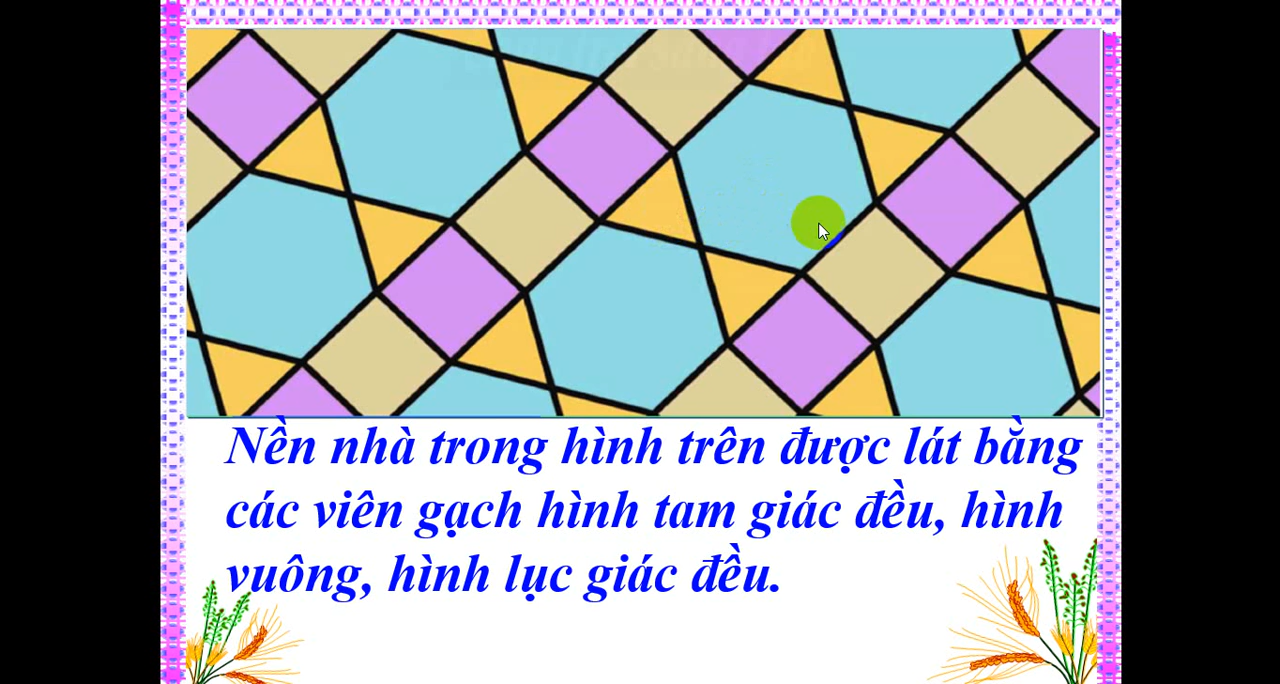 Nền nhà trong hình trên được lát bằng
các viên gạch hình tam giác đều, hình
vuông, hình lục giác đều.